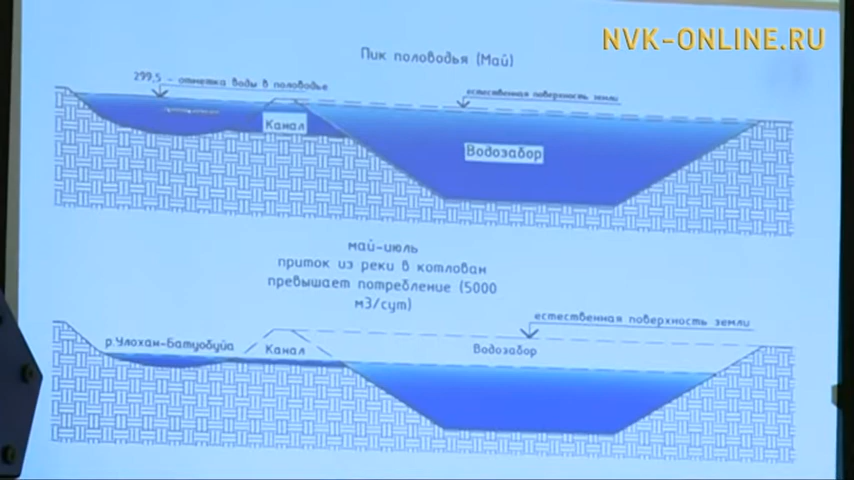 NVK-ONLINE.RU
Пик половодья (Май)
299,5 - отметка воды в половодье
естественная поверхность земли
Канал
Водозабор
май-июль
приток из реки в котлован
превышает потребление (5000
м3/сут)
естественная поверхность земли
р.Улохан-Батуобуйа
Канал
Водозабор